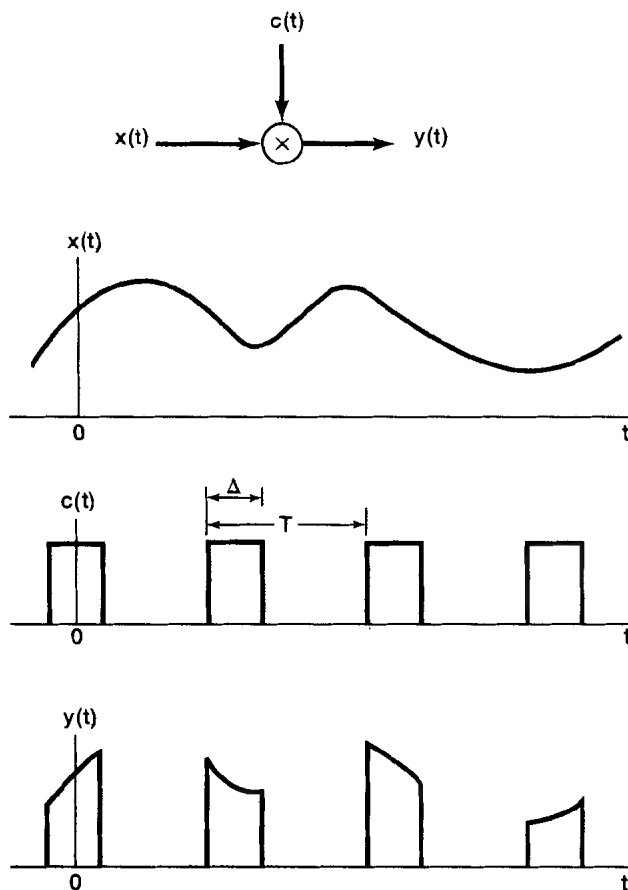 c(t)
x(t) × y(t)
x(t)
0 t
Δ
c(t)
T
0 t
y(t)
0 t